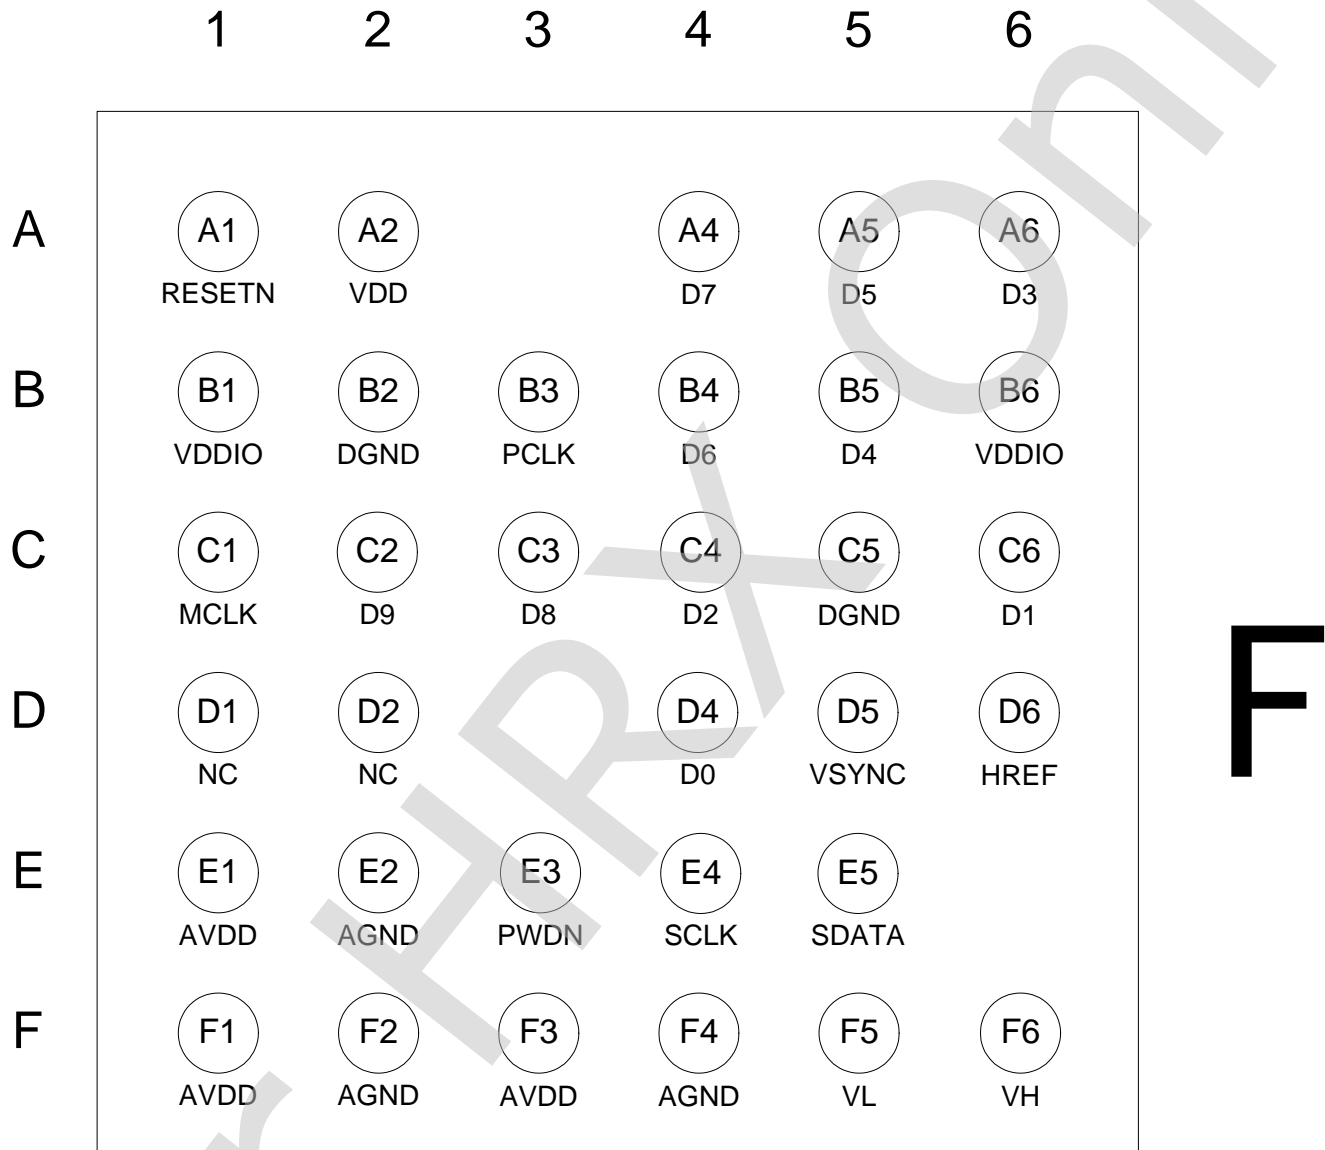 1 2 3 4 5 6
A A1 A2 A4 A5 A6
RESETN VDD D7 D5 D3
B B1 B2 B3 B4 B5 B6
VDDIO DGND PCLK D6 D4 VDDIO
C C1 C2 C3 C4 C5 C6
MCLK D9 D8 D2 DGND D1
F
D D1 D2 D4 D5 D6
NC NC D0 VSYNC HREF
E E1 E2 E3 E4 E5
AVDD AGND PWDN SCLK SDATA
F F1 F2 F3 F4 F5 F6
AVDD AGND AVDD AGND VL VH
HRX